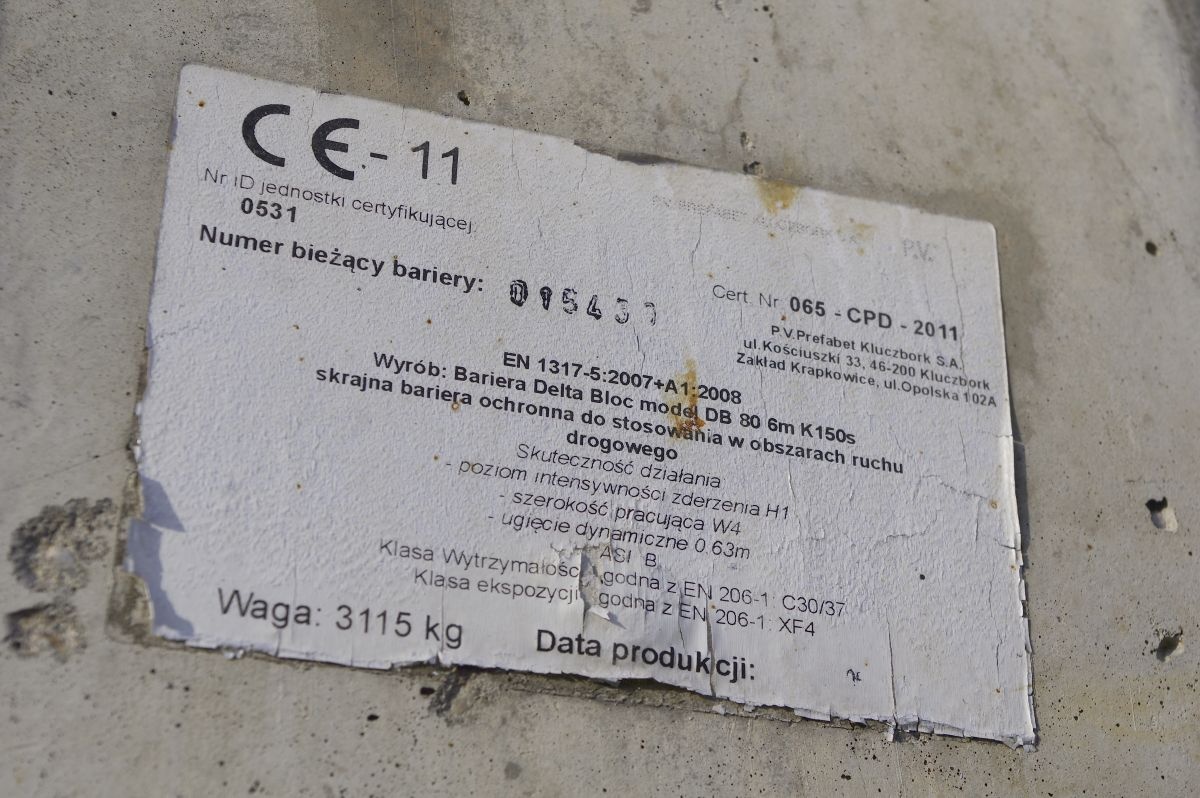 CE - 11
Nr ID jednostki certyfikującej
0531
Numer bieżący bariery: 01543
P.V.
Cert. Nr 065 - CPD - 2011
P.V.Prefabet Kluczbork S.A.
ul.Kościuszki 33, 46-200 Kluczbork
Zakład Krapkowice, ul.Opolska 102A
EN 1317-5:2007+A1:2008
Wyrób: Bariera Delta Bloc model DB 80 6m K150s
skrajna bariera ochronna do stosowania w obszarach ruchu
drogowego
Skuteczność działania
- poziom intensywności zderzenia H1
- szerokość pracująca W4
- ugięcie dynamiczne 0.63m
ASI B
Klasa Wytrzymałośc godna z EN 206-1: C30/37
Klasa ekspozycji godna z EN 206-1: XF4
Waga: 3115 kg
Data produkcji: